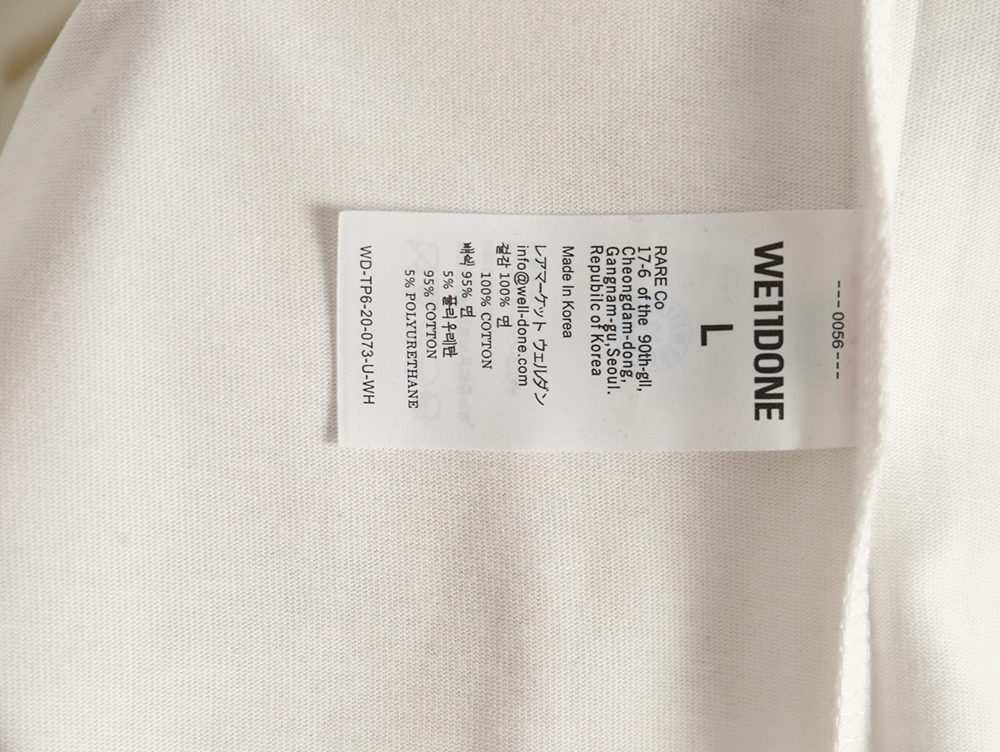 ---0056---
WE11DONE
L
RARE Co
17-6 of the 90th-gil,
Cheongdam-dong,
Gangnam-gu,Seoul.
Republic of Korea
Made In Korea
レアマーケット ウェルダン
info@well-done.com
겉감 100% 면
100% COTTON
배색 95% 면
5% 폴리우레탄
95% COTTON
5% POLYURETHANE
WD-TP6-20-073-U-WH